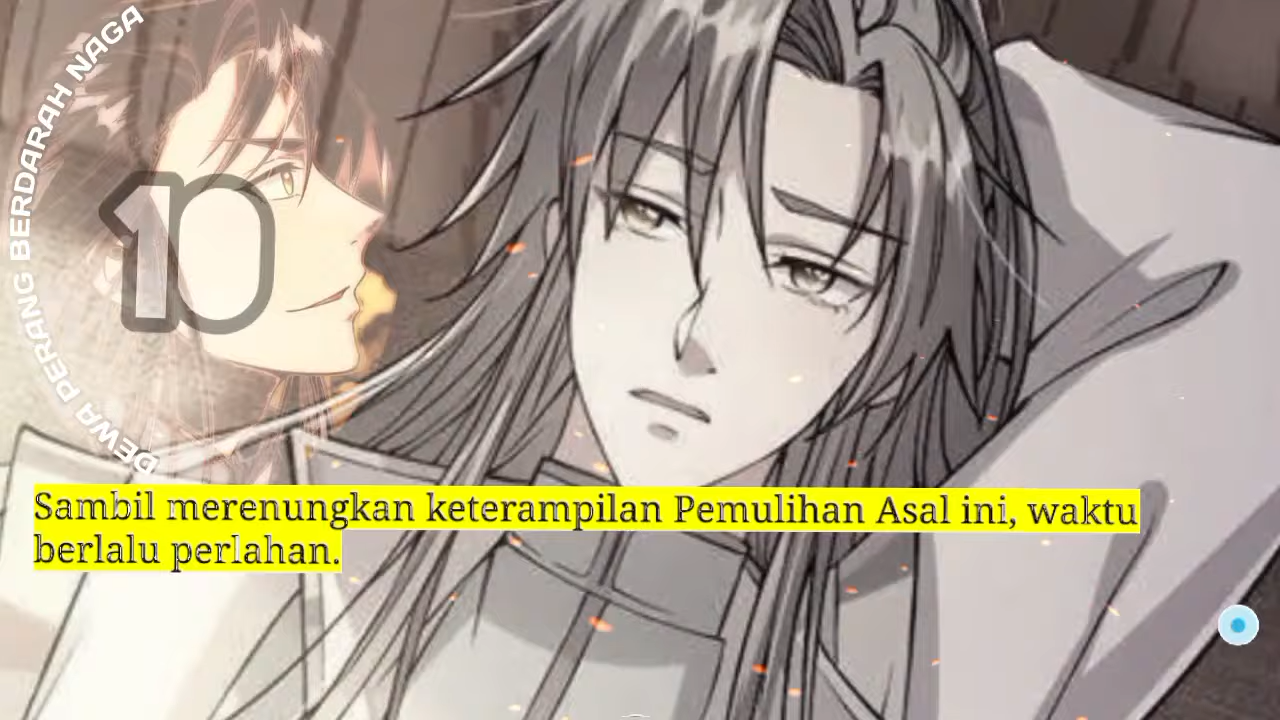 DEWA PERANG BERDARAH NAGA
10
Sambil merenungkan keterampilan Pemulihan Asal ini, waktu
berlalu perlahan.